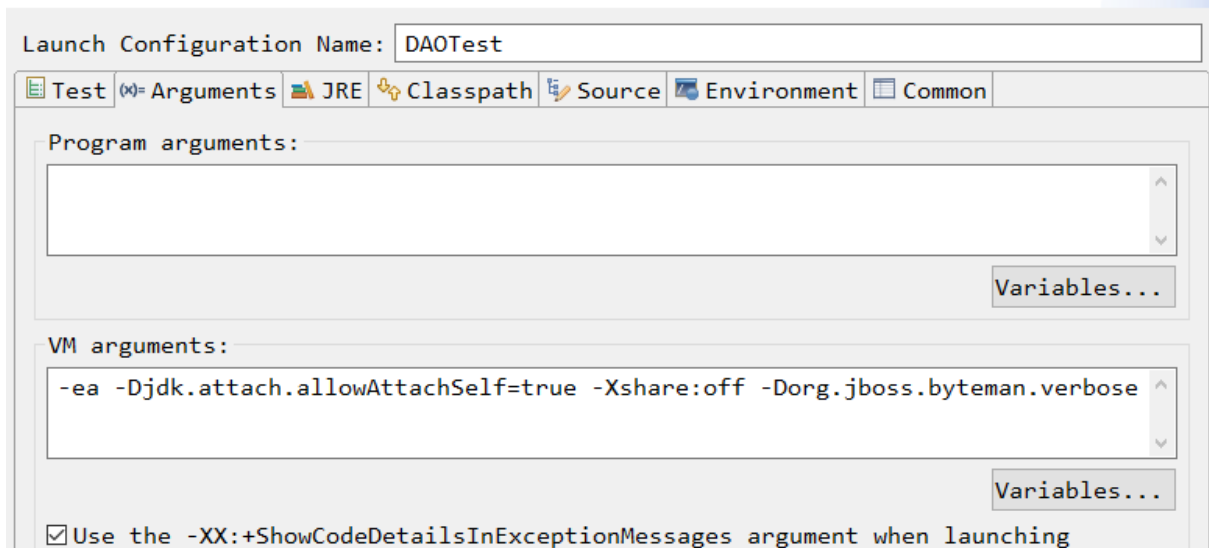 Launch Configuration Name: DAOTest
Test (x)= Arguments JRE Classpath Source Environment Common
Program arguments:
Variables...
VM arguments:
-ea -Djdk.attach.allowAttachSelf=true -Xshare:off -Dorg.jboss.byteman.verbose
Variables...
Use the -XX:+ShowCodeDetailsInExceptionMessages argument when launching